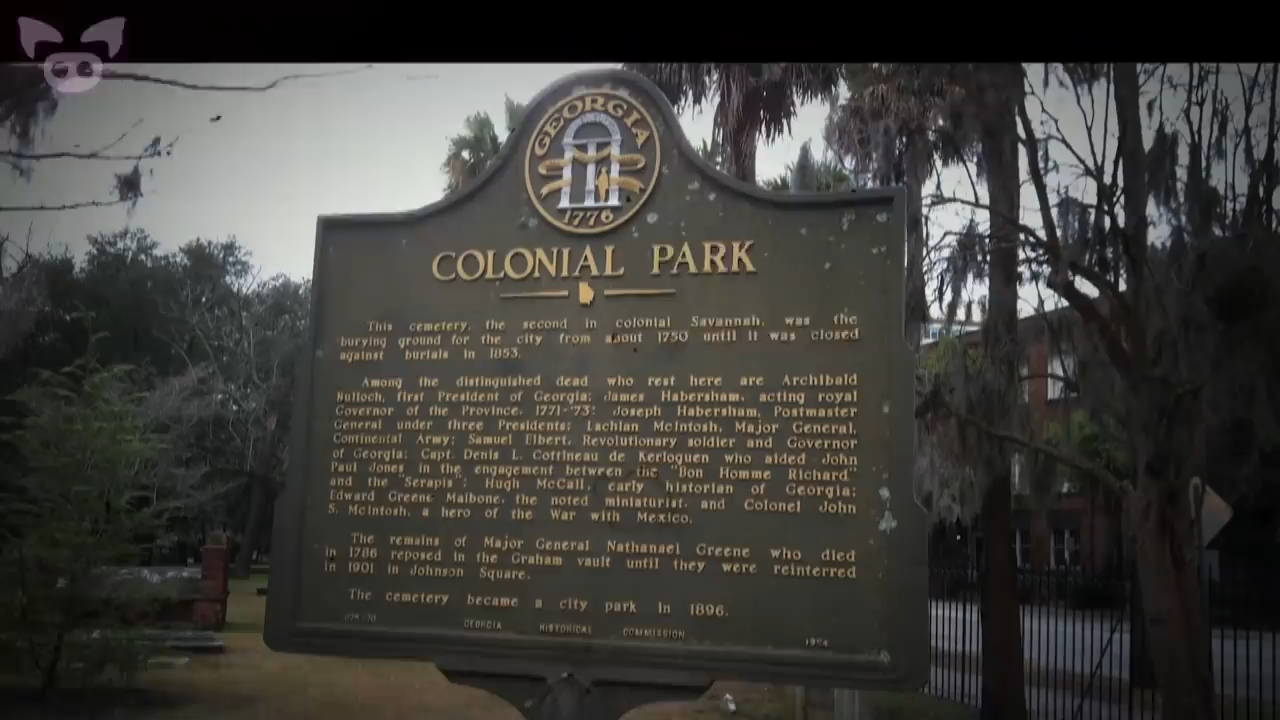 GEORGIA
1776
COLONIAL PARK
This cemetery, the second in colonial Savannah, was the
burying ground for the city from about 1750 until it was closed
against burials in 1853.
Among the distinguished dead who rest here are Archibald
Bulloch, first President of Georgia; James Habersham, acting royal
Governor of the Province, 1771-'73; Joseph Habersham, Postmaster
General under three Presidents; Lachlan McIntosh, Major General,
Continental Army; Samuel Elbert, Revolutionary soldier and Governor
of Georgia; Capt. Denis L. Cottineau de Kerloguen who aided John
Paul Jones in the engagement between the "Bon Homme Richard"
and the "Serapis"; Hugh McCall, early historian of Georgia;
Edward Greene Malbone, the noted miniaturist, and Colonel John
S. McIntosh, a hero of the War with Mexico.
The remains of Major General Nathanael Greene who died
in 1786 reposed in the Graham vault until they were reinterred
in 1901 in Johnson Square.
The cemetery became a city park in 1896.
GEORGIA HISTORICAL COMMISSION 1954